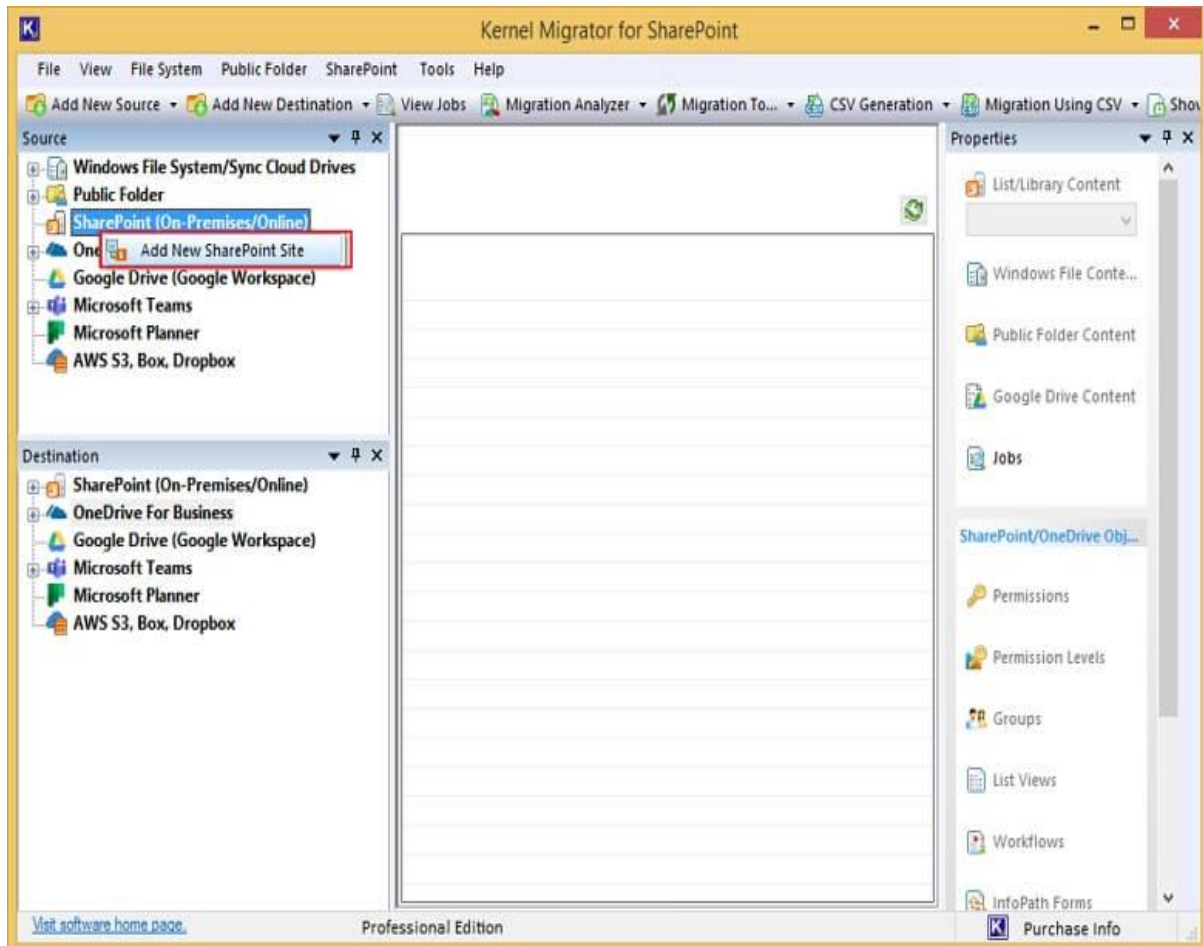 Kernel Migrator for SharePoint
File View File System Public Folder SharePoint Tools Help
Add New Source Add New Destination View Jobs Migration Analyzer Migration To... CSV Generation Migration Using CSV Show
Source
Windows File System/Sync Cloud Drives
Public Folder
SharePoint (On-Premises/Online)
One
Add New SharePoint Site
Google Drive (Google Workspace)
Microsoft Teams
Microsoft Planner
AWS S3, Box, Dropbox
Destination
SharePoint (On-Premises/Online)
OneDrive For Business
Google Drive (Google Workspace)
Microsoft Teams
Microsoft Planner
AWS S3, Box, Dropbox
Properties
List/Library Content
Windows File Conte...
Public Folder Content
Google Drive Content
Jobs
SharePoint/OneDrive Obj...
Permissions
Permission Levels
Groups
List Views
Workflows
InfoPath Forms
Visit software home page.
Professional Edition
Purchase Info